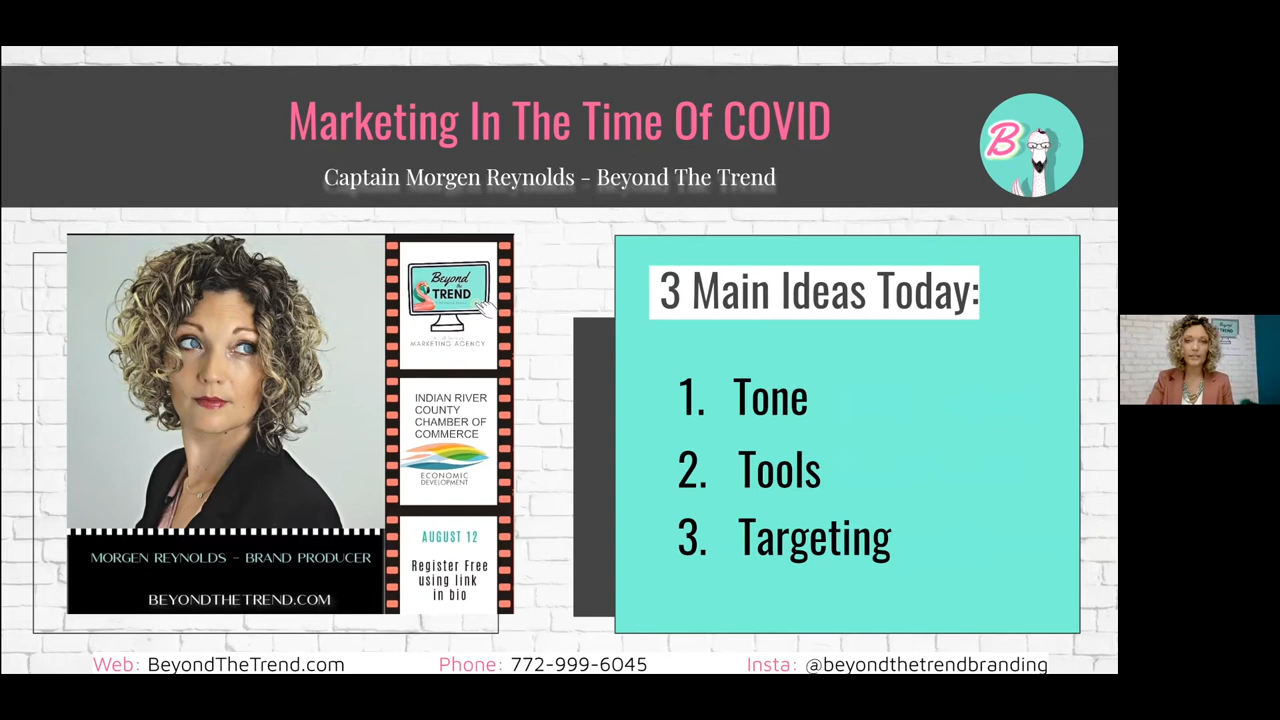 Marketing In The Time Of COVID
Captain Morgen Reynolds - Beyond The Trend
B
Beyond
the
TREND
MARKETING AGENCY
INDIAN RIVER
COUNTY
CHAMBER OF
COMMERCE
ECONOMIC
DEVELOPMENT
AUGUST 12
Register Free
using link
in bio
MORGEN REYNOLDS - BRAND PRODUCER
BEYONDTHETREND.COM
3 Main Ideas Today:
1. Tone
2. Tools
3. Targeting
Beyond
TREND
Web: BeyondTheTrend.com
Phone: 772-999-6045
Insta: @beyondthetrendbranding